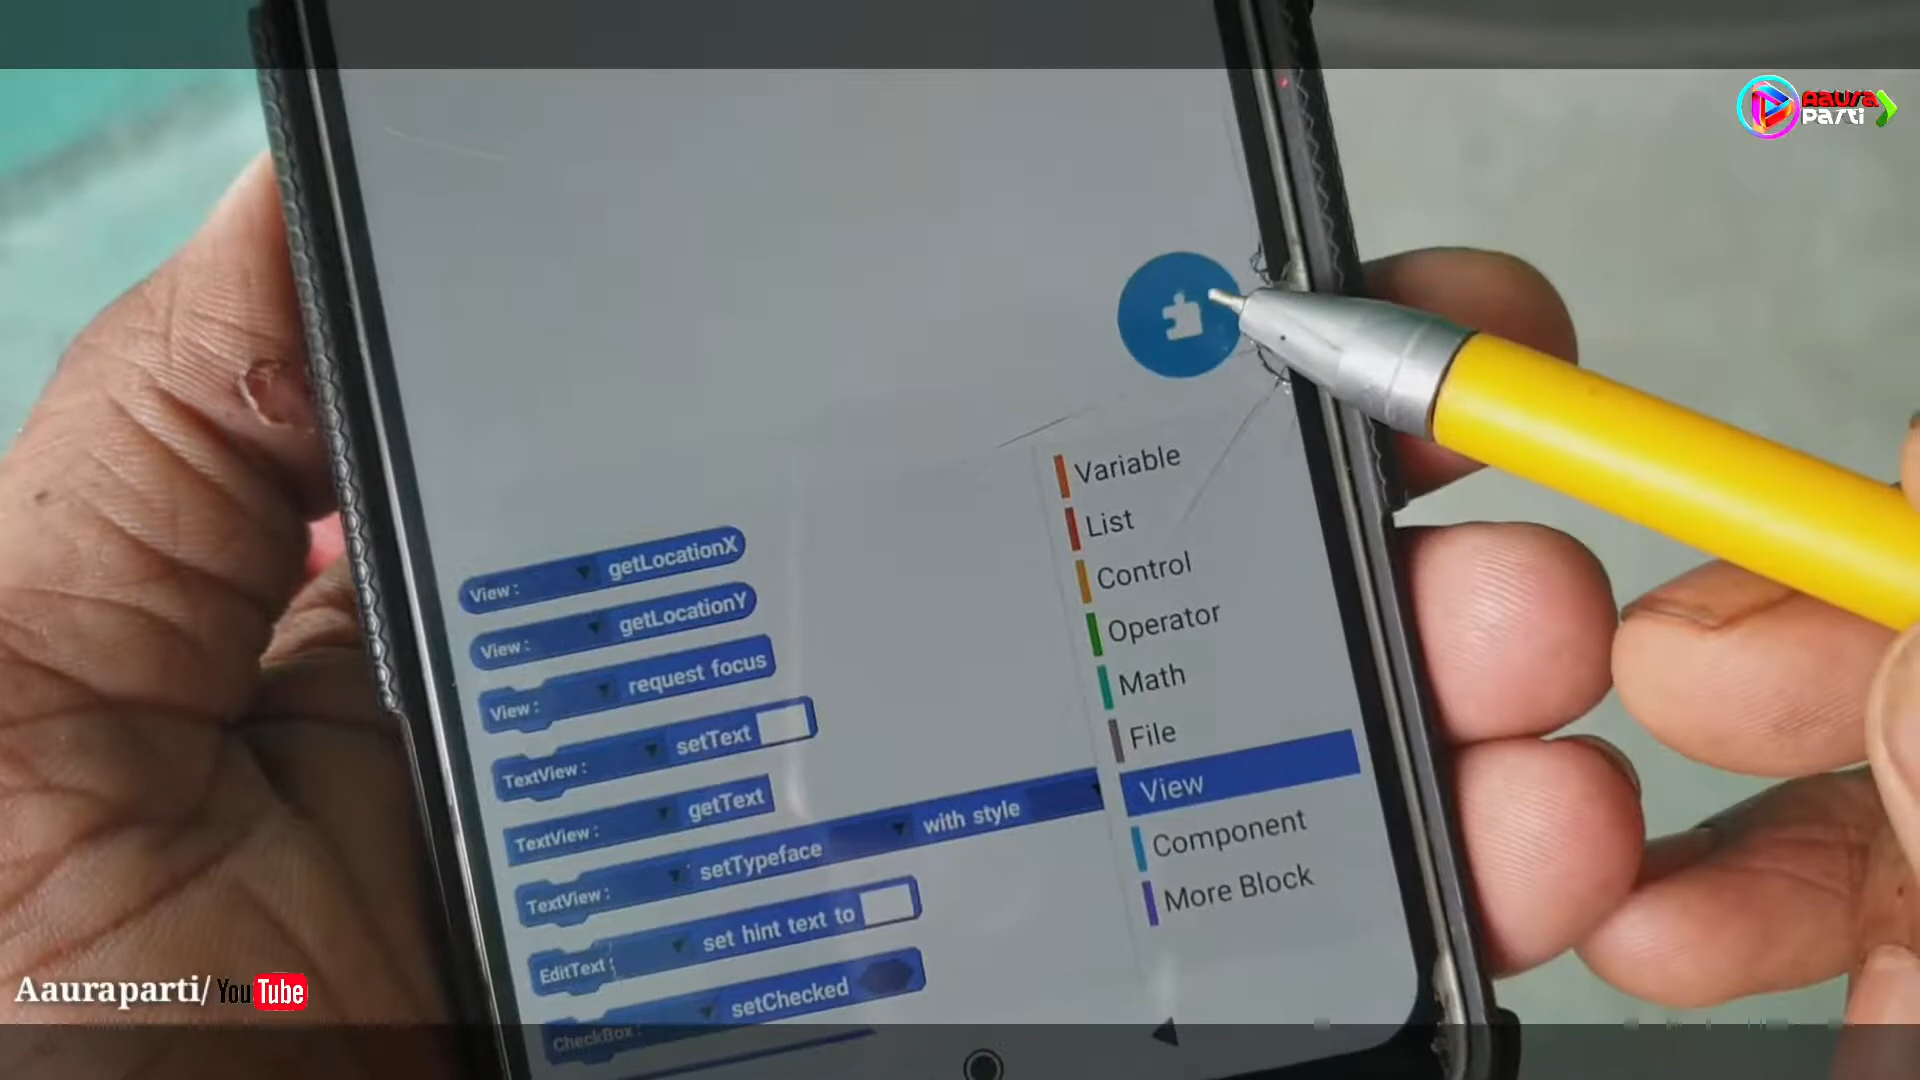 Aaura
Parti
View : getLocationX
View : getLocationY
View : request focus
TextView : setText
TextView : getText
TextView : setTypeface with style
EditText : set hint text to
CheckBox : setChecked
Variable
List
Control
Operator
Math
File
View
Component
More Block
Aauraparti/ YouTube